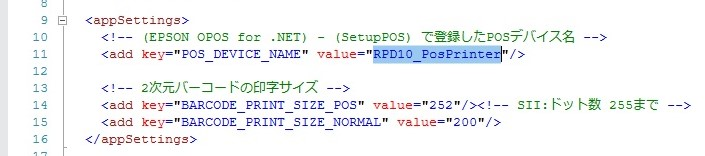 8
9 <appSettings>
10 <!-- (EPSON OPOS for .NET) - (SetupPOS) で登録したPOSデバイス名 -->
11 <add key="POS_DEVICE_NAME" value="RPD10_PosPrinter"/>
12
13 <!-- 2次元バーコードの印字サイズ -->
14 <add key="BARCODE_PRINT_SIZE_POS" value="252"/><!-- SII:ドット数 255まで -->
15 <add key="BARCODE_PRINT_SIZE_NORMAL" value="200"/>
16 </appSettings>
17